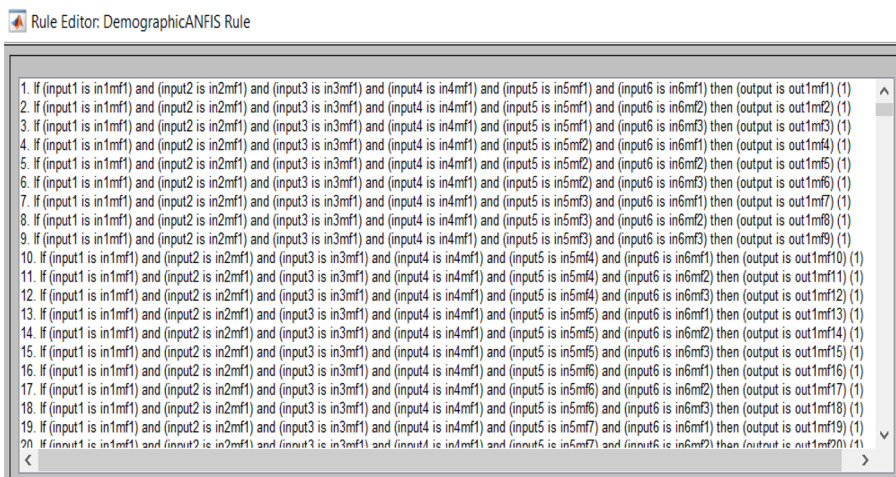 Rule Editor: DemographicANFIS Rule
1. If (input1 is in1mf1) and (input2 is in2mf1) and (input3 is in3mf1) and (input4 is in4mf1) and (input5 is in5mf1) and (input6 is in6mf1) then (output is out1mf1) (1)
2. If (input1 is in1mf1) and (input2 is in2mf1) and (input3 is in3mf1) and (input4 is in4mf1) and (input5 is in5mf1) and (input6 is in6mf2) then (output is out1mf2) (1)
3. If (input1 is in1mf1) and (input2 is in2mf1) and (input3 is in3mf1) and (input4 is in4mf1) and (input5 is in5mf1) and (input6 is in6mf3) then (output is out1mf3) (1)
4. If (input1 is in1mf1) and (input2 is in2mf1) and (input3 is in3mf1) and (input4 is in4mf1) and (input5 is in5mf2) and (input6 is in6mf1) then (output is out1mf4) (1)
5. If (input1 is in1mf1) and (input2 is in2mf1) and (input3 is in3mf1) and (input4 is in4mf1) and (input5 is in5mf2) and (input6 is in6mf2) then (output is out1mf5) (1)
6. If (input1 is in1mf1) and (input2 is in2mf1) and (input3 is in3mf1) and (input4 is in4mf1) and (input5 is in5mf2) and (input6 is in6mf3) then (output is out1mf6) (1)
7. If (input1 is in1mf1) and (input2 is in2mf1) and (input3 is in3mf1) and (input4 is in4mf1) and (input5 is in5mf3) and (input6 is in6mf1) then (output is out1mf7) (1)
8. If (input1 is in1mf1) and (input2 is in2mf1) and (input3 is in3mf1) and (input4 is in4mf1) and (input5 is in5mf3) and (input6 is in6mf2) then (output is out1mf8) (1)
9. If (input1 is in1mf1) and (input2 is in2mf1) and (input3 is in3mf1) and (input4 is in4mf1) and (input5 is in5mf3) and (input6 is in6mf3) then (output is out1mf9) (1)
10. If (input1 is in1mf1) and (input2 is in2mf1) and (input3 is in3mf1) and (input4 is in4mf1) and (input5 is in5mf4) and (input6 is in6mf1) then (output is out1mf10) (1)
11. If (input1 is in1mf1) and (input2 is in2mf1) and (input3 is in3mf1) and (input4 is in4mf1) and (input5 is in5mf4) and (input6 is in6mf2) then (output is out1mf11) (1)
12. If (input1 is in1mf1) and (input2 is in2mf1) and (input3 is in3mf1) and (input4 is in4mf1) and (input5 is in5mf4) and (input6 is in6mf3) then (output is out1mf12) (1)
13. If (input1 is in1mf1) and (input2 is in2mf1) and (input3 is in3mf1) and (input4 is in4mf1) and (input5 is in5mf5) and (input6 is in6mf1) then (output is out1mf13) (1)
14. If (input1 is in1mf1) and (input2 is in2mf1) and (input3 is in3mf1) and (input4 is in4mf1) and (input5 is in5mf5) and (input6 is in6mf2) then (output is out1mf14) (1)
15. If (input1 is in1mf1) and (input2 is in2mf1) and (input3 is in3mf1) and (input4 is in4mf1) and (input5 is in5mf5) and (input6 is in6mf3) then (output is out1mf15) (1)
16. If (input1 is in1mf1) and (input2 is in2mf1) and (input3 is in3mf1) and (input4 is in4mf1) and (input5 is in5mf6) and (input6 is in6mf1) then (output is out1mf16) (1)
17. If (input1 is in1mf1) and (input2 is in2mf1) and (input3 is in3mf1) and (input4 is in4mf1) and (input5 is in5mf6) and (input6 is in6mf2) then (output is out1mf17) (1)
18. If (input1 is in1mf1) and (input2 is in2mf1) and (input3 is in3mf1) and (input4 is in4mf1) and (input5 is in5mf6) and (input6 is in6mf3) then (output is out1mf18) (1)
19. If (input1 is in1mf1) and (input2 is in2mf1) and (input3 is in3mf1) and (input4 is in4mf1) and (input5 is in5mf7) and (input6 is in6mf1) then (output is out1mf19) (1)
20. If (input1 is in1mf1) and (input2 is in2mf1) and (input3 is in3mf1) and (input4 is in4mf1) and (input5 is in5mf7) and (input6 is in6mf2) then (output is out1mf20) (1)